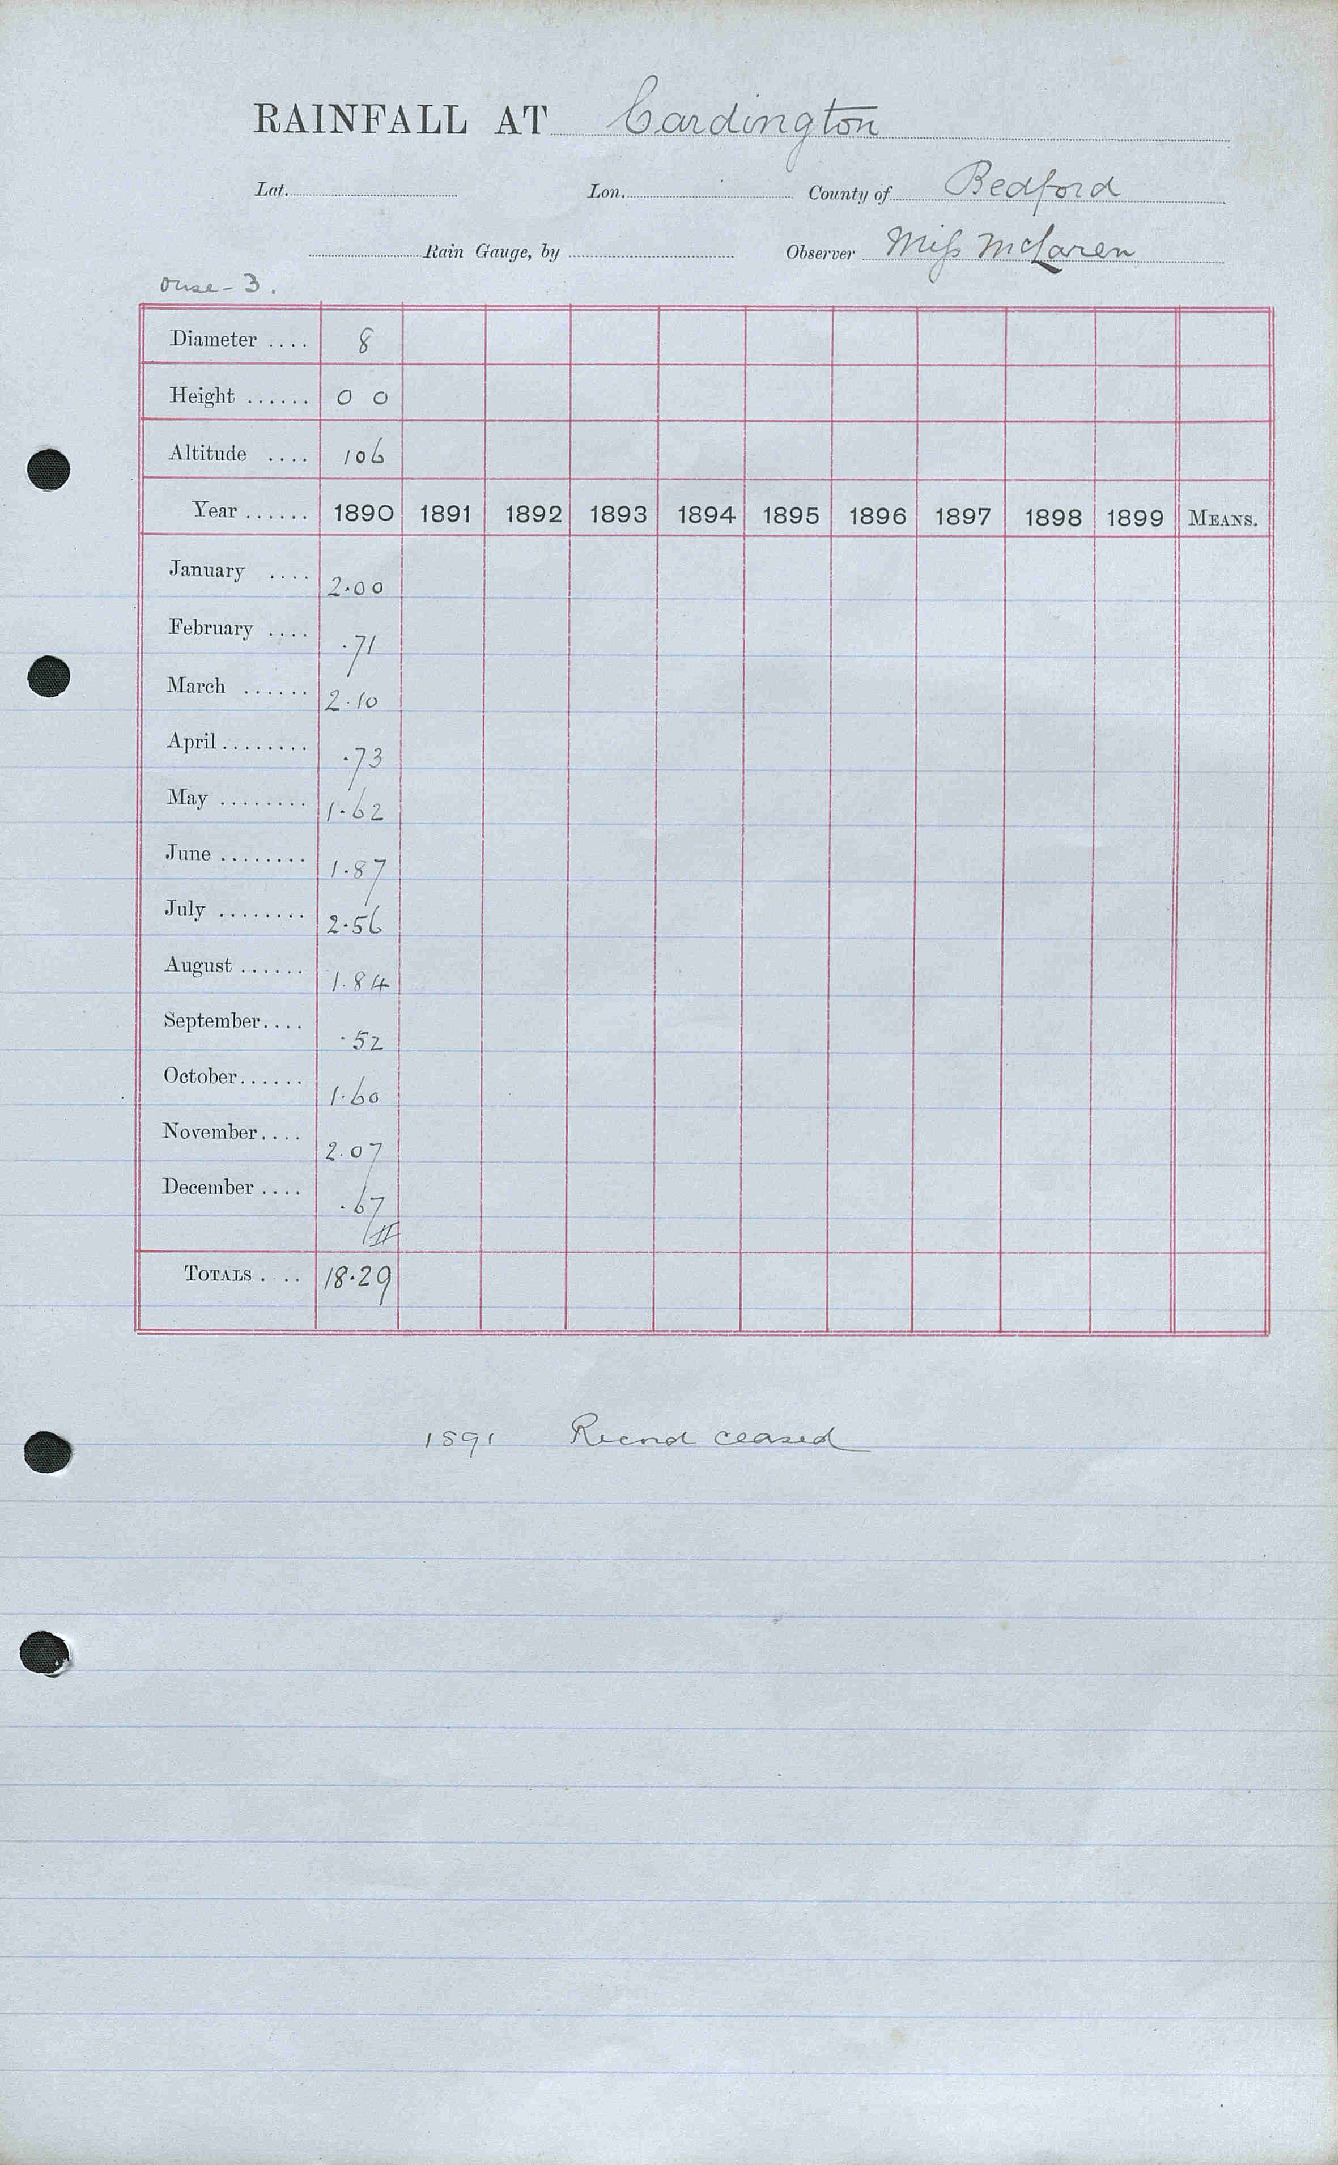 RAINFALL AT Cardington
Lat. Lon. County of Bedford
Rain Gauge, by Observer Miss McLaren
Ouse - 3.
Diameter .... 8
Height ...... 0 0
Altitude .... 106
Year ...... 1890 1891 1892 1893 1894 1895 1896 1897 1898 1899 MEANS.
January .... 2.00
February .... .71
March ...... 2.10
April ........ .73
May ........ 1.62
June ........ 1.87
July ........ 2.56
August ...... 1.84
September.... .52
October...... 1.60
November.... 2.07
December .... .67
TOTALS .... 18.29
1891 Record ceased